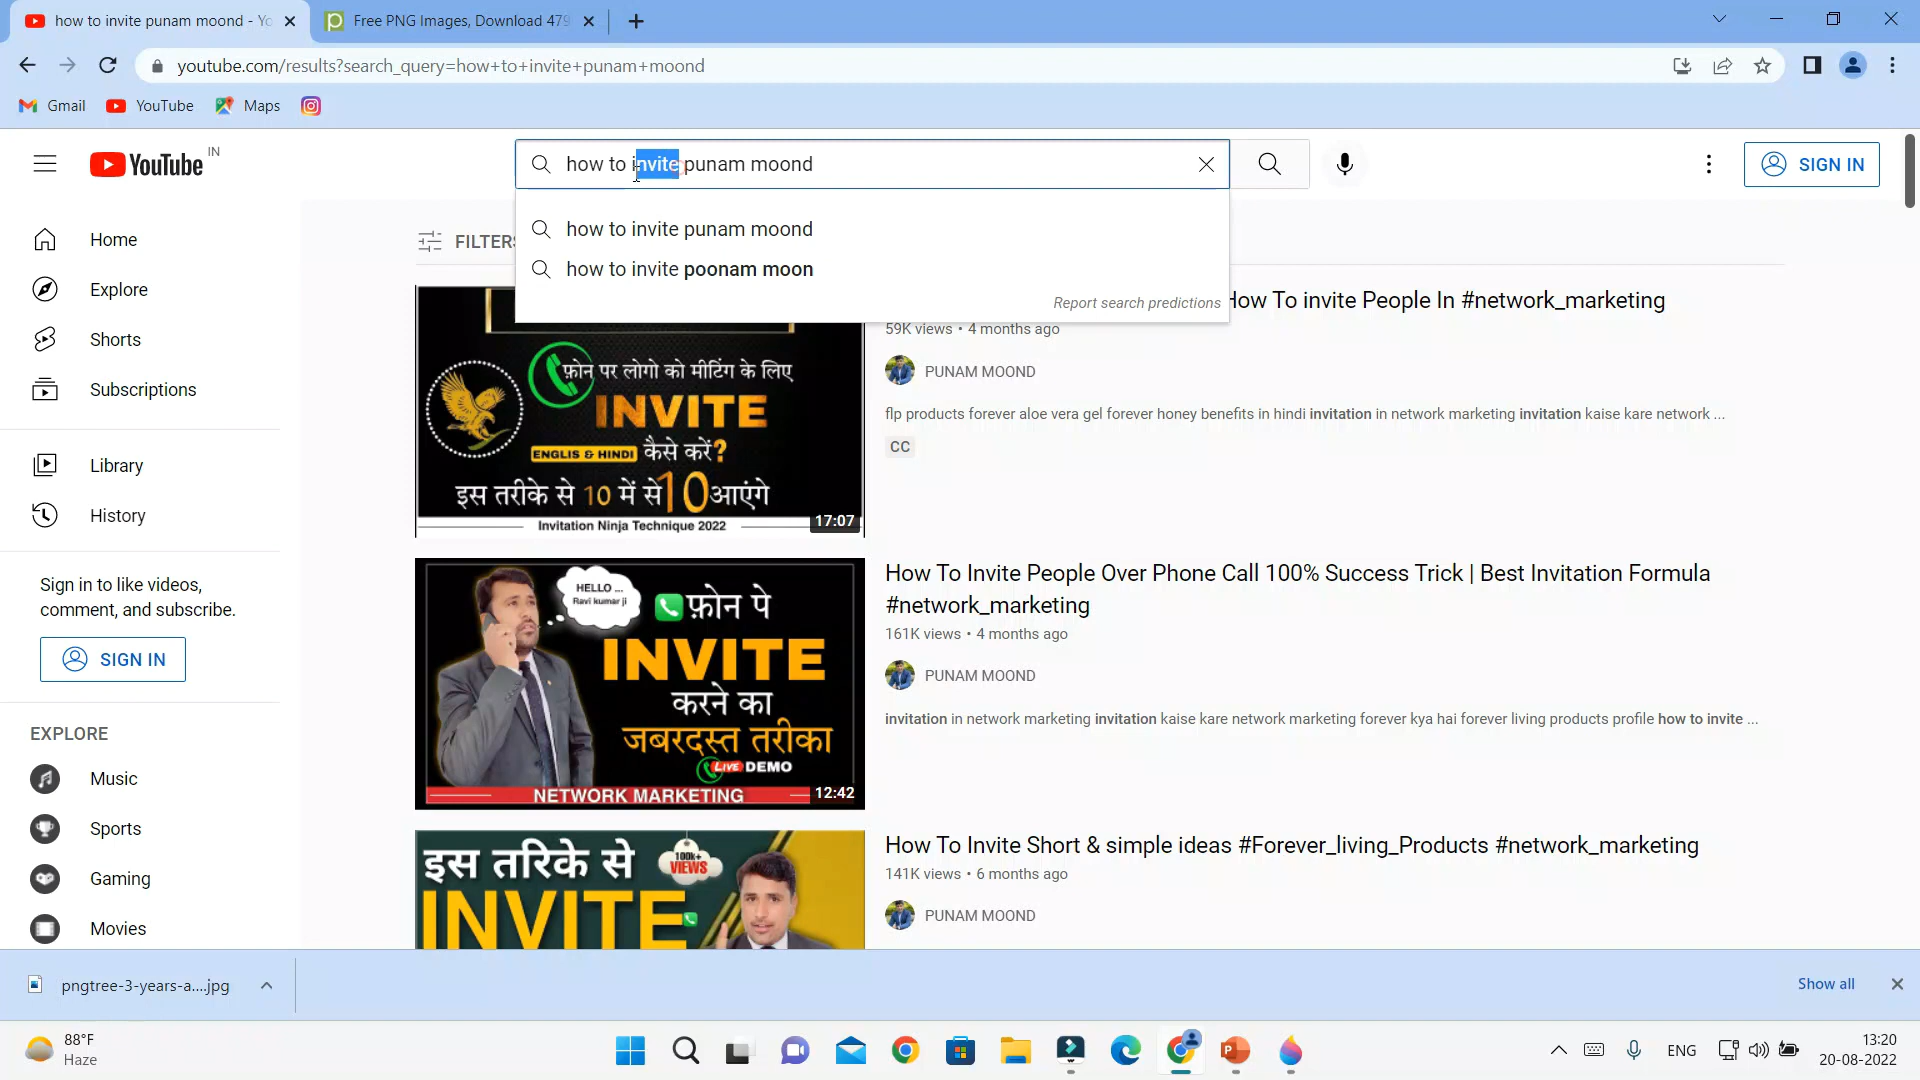 how to invite punam moond - Yo
Free PNG Images, Download 479
youtube.com/results?search_query=how+to+invite+punam+moond
Gmail
YouTube
Maps
YouTube IN
how to invite punam moond
SIGN IN
how to invite punam moond
how to invite poonam moon
Report search predictions
Home
Explore
Shorts
Subscriptions
Library
History
Sign in to like videos,
comment, and subscribe.
SIGN IN
EXPLORE
Music
Sports
Gaming
Movies
FILTERS
फ़ोन पर लोगो को मीटिंग के लिए
INVITE
ENGLIS & HINDI कैसे करें?
इस तरीके से 10 में से 10 आएंगे
Invitation Ninja Technique 2022
17:07
How To invite People In #network_marketing
59K views • 4 months ago
PUNAM MOOND
flp products forever aloe vera gel forever honey benefits in hindi invitation in network marketing invitation kaise kare network ...
CC
HELLO ...
Ravi kumar ji
फ़ोन पे
INVITE
करने का
जबरदस्त तरीका
LIVE DEMO
NETWORK MARKETING
12:42
How To Invite People Over Phone Call 100% Success Trick | Best Invitation Formula
#network_marketing
161K views • 4 months ago
PUNAM MOOND
invitation in network marketing invitation kaise kare network marketing forever kya hai forever living products profile how to invite ...
इस तरिके से
100k+
VIEWS
INVITE
How To Invite Short & simple ideas #Forever_living_Products #network_marketing
141K views • 6 months ago
PUNAM MOOND
pngtree-3-years-a....jpg
Show all
88°F
Haze
ENG
13:20
20-08-2022